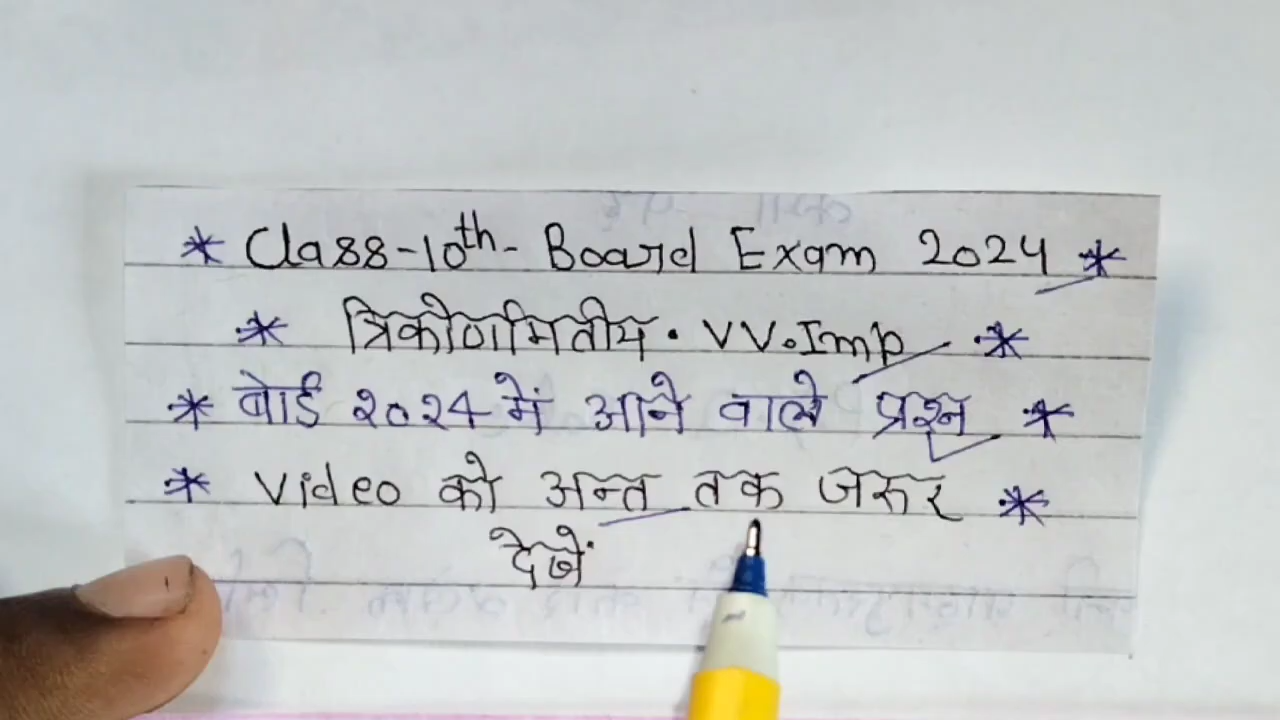 * Class-10th- Board Exam 2024 *
* त्रिकोणमितीय. VV.Imp *
* बोर्ड 2024 में आने वाले प्रश्न *
* Video को अन्त तक जरूर *
देखें